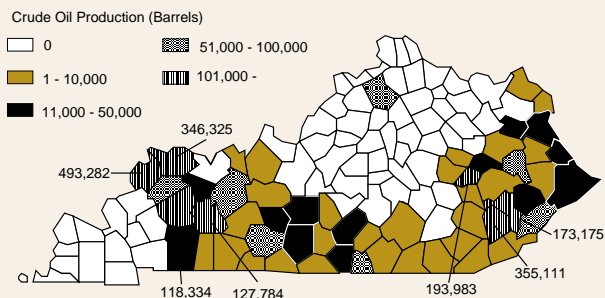 Crude Oil Production (Barrels)
0
51,000 - 100,000
1 - 10,000
101,000 -
11,000 - 50,000
346,325
493,282
173,175
355,111
193,983
118,334
127,784